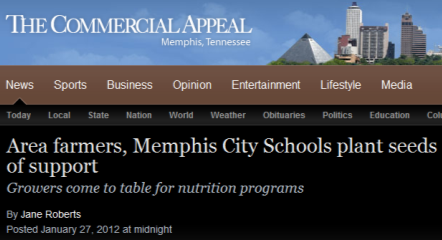 THE COMMERCIAL APPEAL
Memphis, Tennessee
News Sports Business Opinion Entertainment Lifestyle Media
Today Local State Nation World Weather Obituaries Politics Education
Area farmers, Memphis City Schools plant seeds
of support
Growers come to table for nutrition programs
By Jane Roberts
Posted January 27, 2012 at midnight